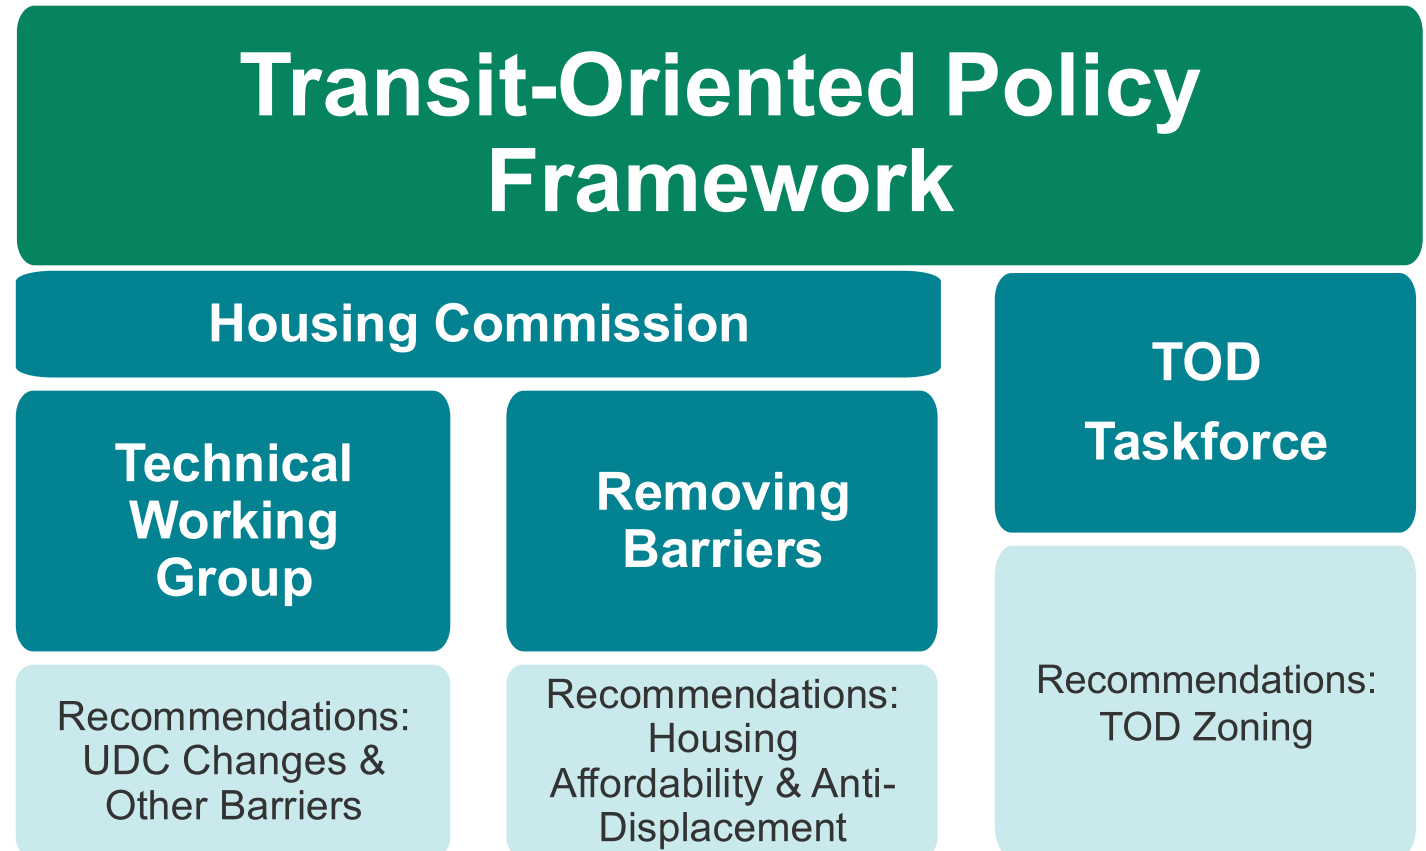 Transit-Oriented Policy
Framework
Housing Commission
Technical
Working
Group
Recommendations:
UDC Changes &
Other Barriers
Removing
Barriers
Recommendations:
Housing
Affordability & Anti-
Displacement
TOD
Taskforce
Recommendations:
TOD Zoning